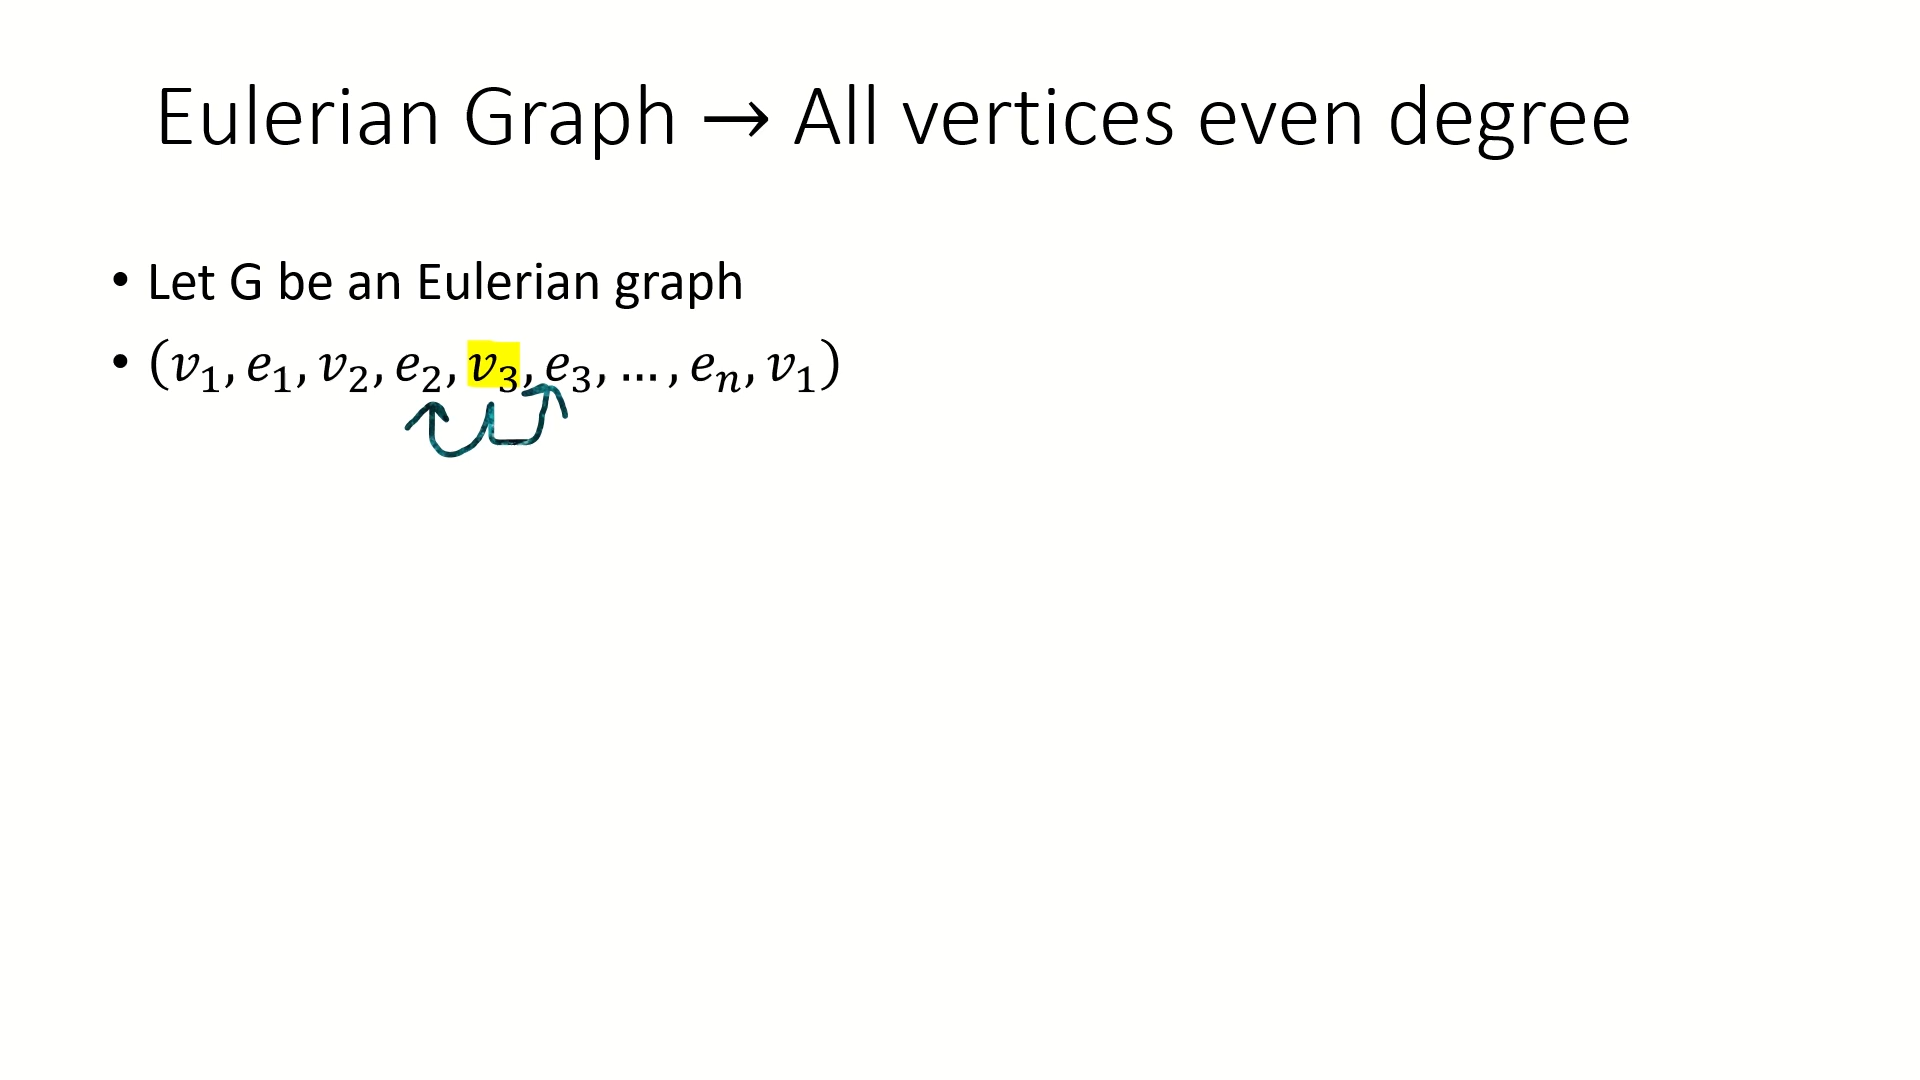 Eulerian Graph → All vertices even degree
• Let G be an Eulerian graph
• (v₁, e₁, v₂, e₂, v₃, e₃, … , eₙ, v₁)